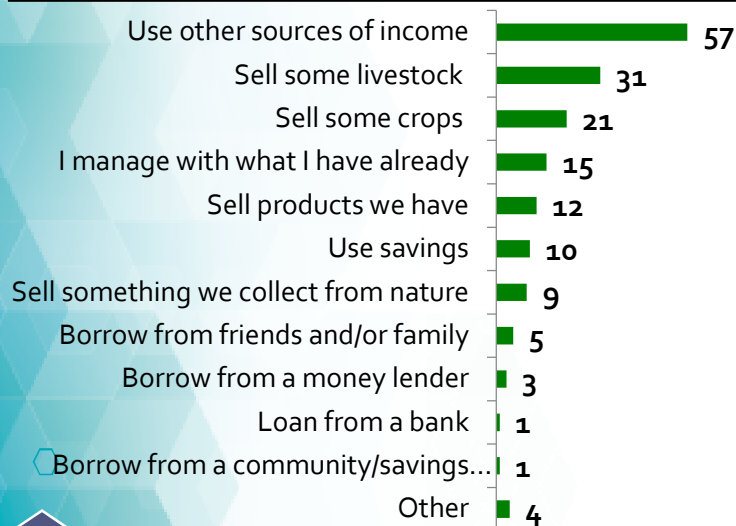 Use other sources of income 57
Sell some livestock 31
Sell some crops 21
I manage with what I have already 15
Sell products we have 12
Use savings 10
Sell something we collect from nature 9
Borrow from friends and/or family 5
Borrow from a money lender 3
Loan from a bank 1
Borrow from a community/savings... 1
Other 4